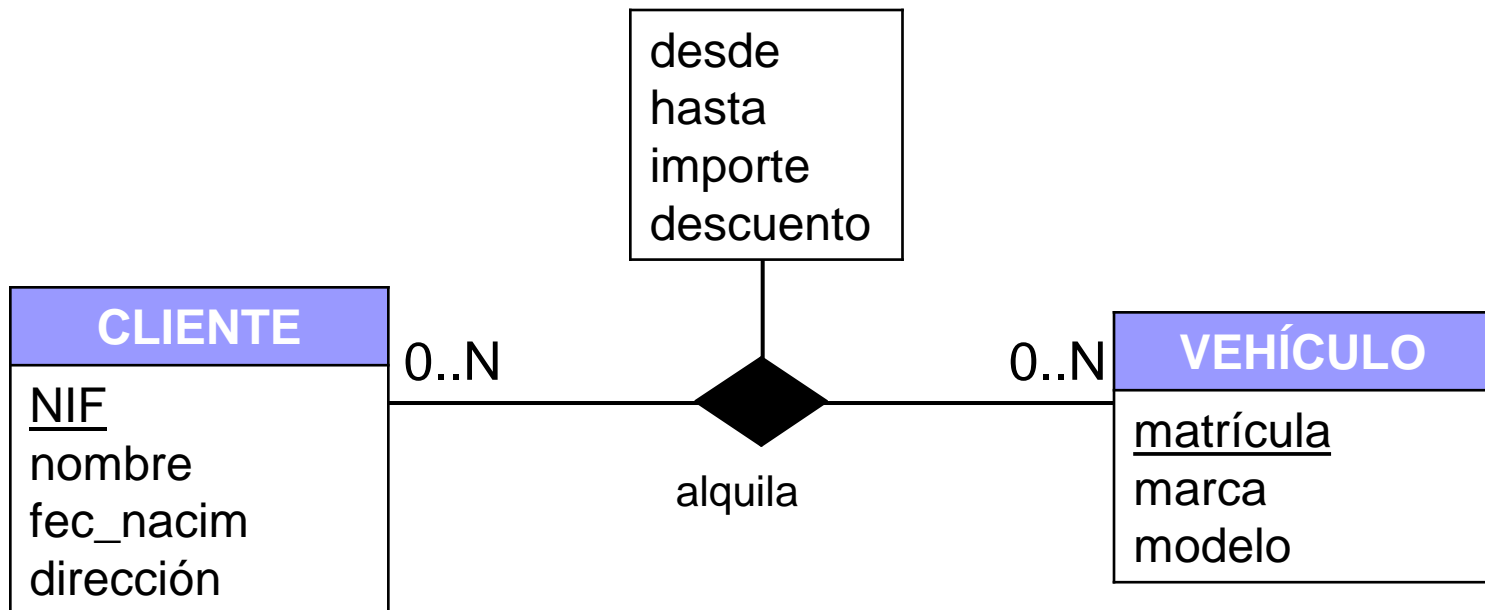 desde
hasta
importe
descuento
CLIENTE
NIF
nombre
fec_nacim
dirección
0..N
alquila
0..N
VEHÍCULO
matrícula
marca
modelo